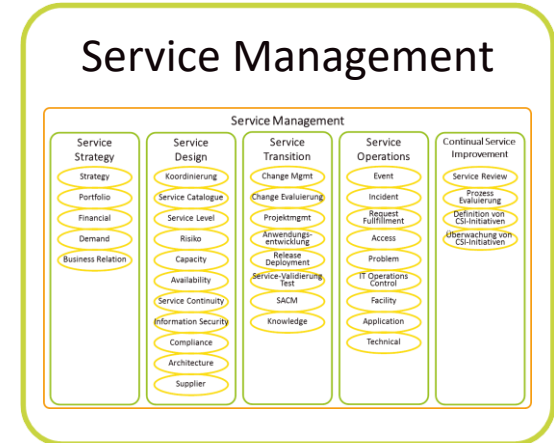 Service Management
Service Management
Service
Strategy
Strategy
Portfolio
Financial
Demand
Business Relation
Service
Design
Koordinierung
Service Catalogue
Service Level
Risiko
Capacity
Availability
Service Continuity
Information Security
Compliance
Architecture
Supplier
Service
Transition
Change Mgmt
Change Evaluierung
Projektmgmt
Anwendungs-
entwicklung
Release
Deployment
Service-Validierung
Test
SACM
Knowledge
Service
Operations
Event
Incident
Request
Fullfillment
Access
Problem
IT Operations
Control
Facility
Application
Technical
Continual Service
Improvement
Service Review
Prozess
Evaluierung
Definition von
CSI-Initiativen
Überwachung von
CSI-Initiativen